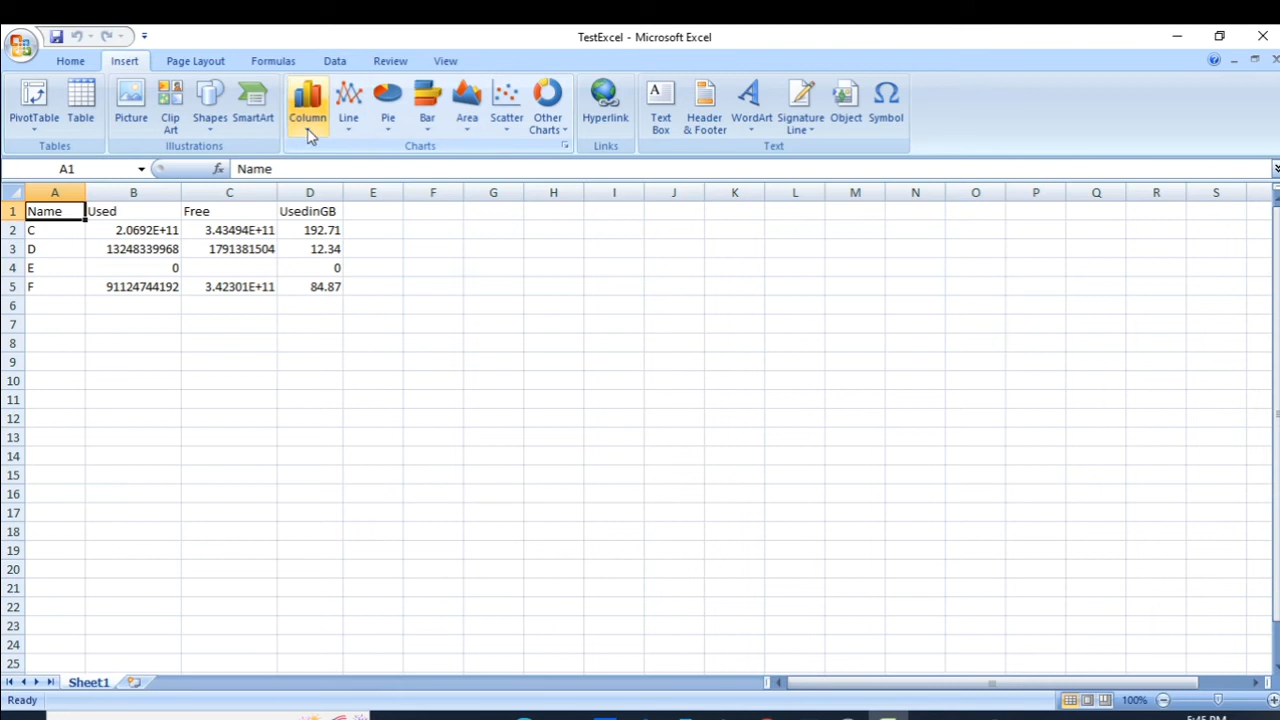 TestExcel - Microsoft Excel
Home Insert Page Layout Formulas Data Review View
PivotTable Table Picture Clip Art Shapes SmartArt Column Line Pie Bar Area Scatter Other Charts Hyperlink Text Box Header & Footer WordArt Signature Line Object Symbol
Tables Illustrations Charts Links Text
A1 fx Name
A B C D E F G H I J K L M N O P Q R S
1 Name Used Free UsedinGB
2 C 2.0692E+11 3.43494E+11 192.71
3 D 13248339968 1791381504 12.34
4 E 0 0
5 F 91124744192 3.42301E+11 84.87
6
7
8
9
10
11
12
13
14
15
16
17
18
19
20
21
22
23
24
25
Sheet1
Ready 100%